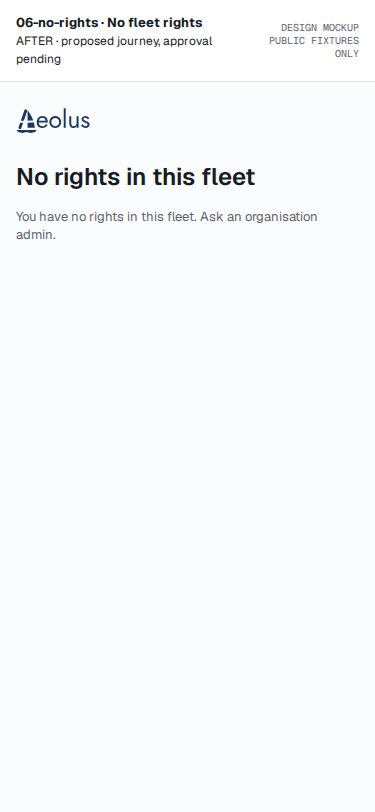 06-no-rights · No fleet rights
AFTER · proposed journey, approval
pending
DESIGN MOCKUP
PUBLIC FIXTURES
ONLY
Aeolus
No rights in this fleet
You have no rights in this fleet. Ask an organisation
admin.